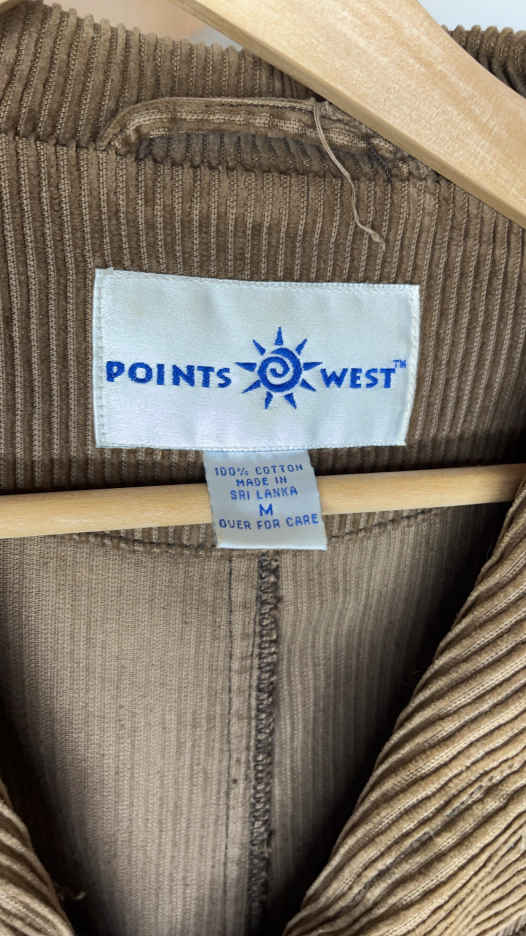 POINTS WEST™
100% COTTON
MADE IN
SRI LANKA
M
OVER FOR CARE